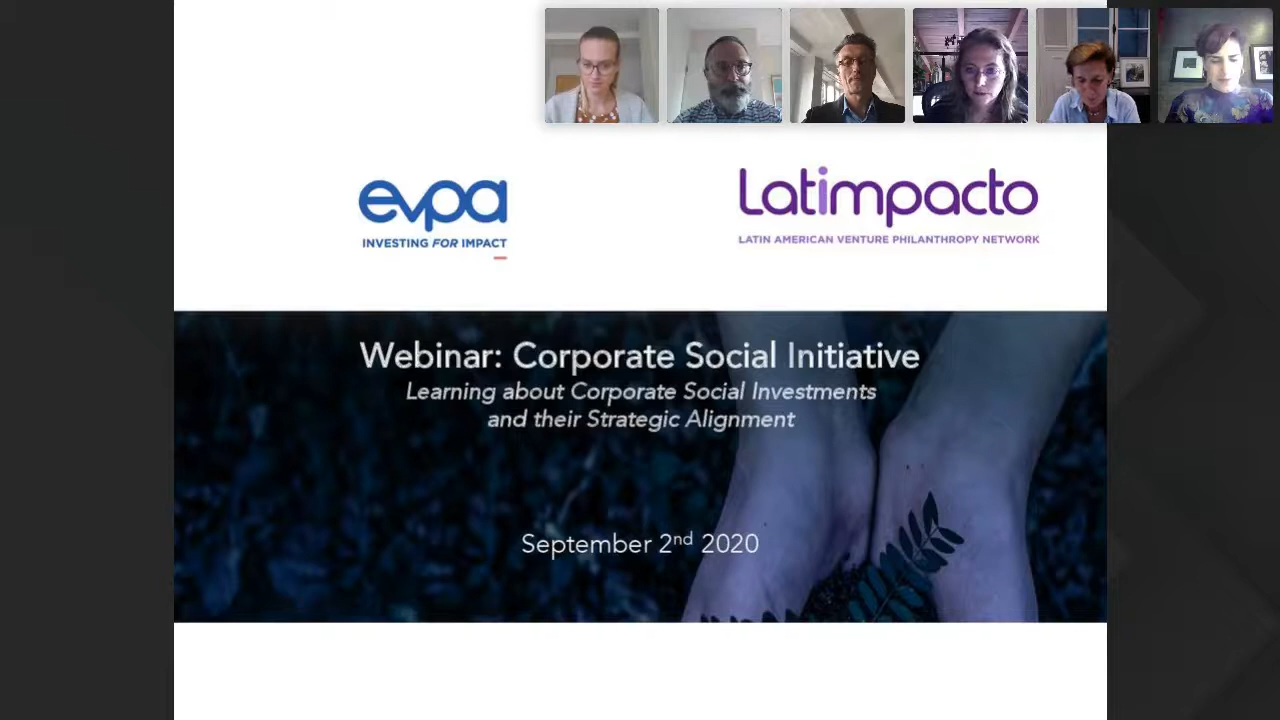 evpa
INVESTING FOR IMPACT
Latimpacto
LATIN AMERICAN VENTURE PHILANTHROPY NETWORK
Webinar: Corporate Social Initiative
Learning about Corporate Social Investments
and their Strategic Alignment
September 2nd 2020